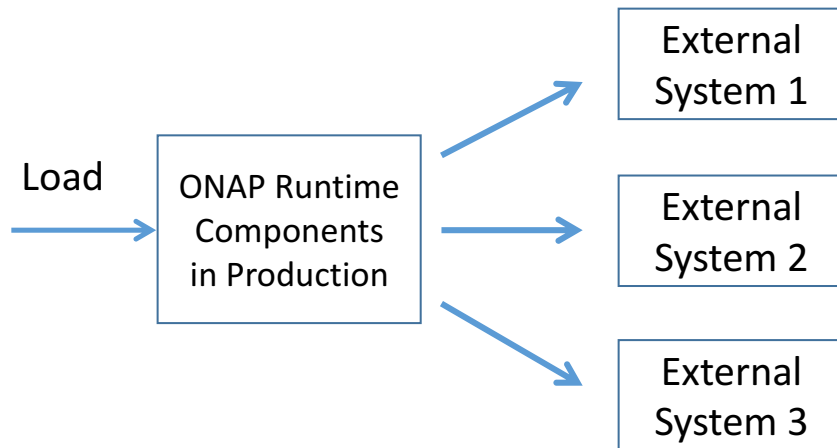 Load
ONAP Runtime
Components
in Production
External
System 1
External
System 2
External
System 3